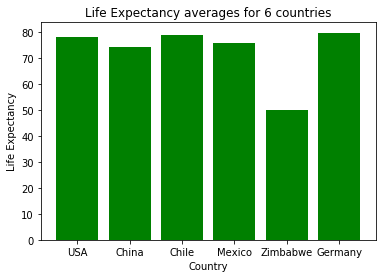 Life Expectancy averages for 6 countries
Life Expectancy
80
70
60
50
40
30
20
10
0
USA China Chile Mexico Zimbabwe Germany
Country